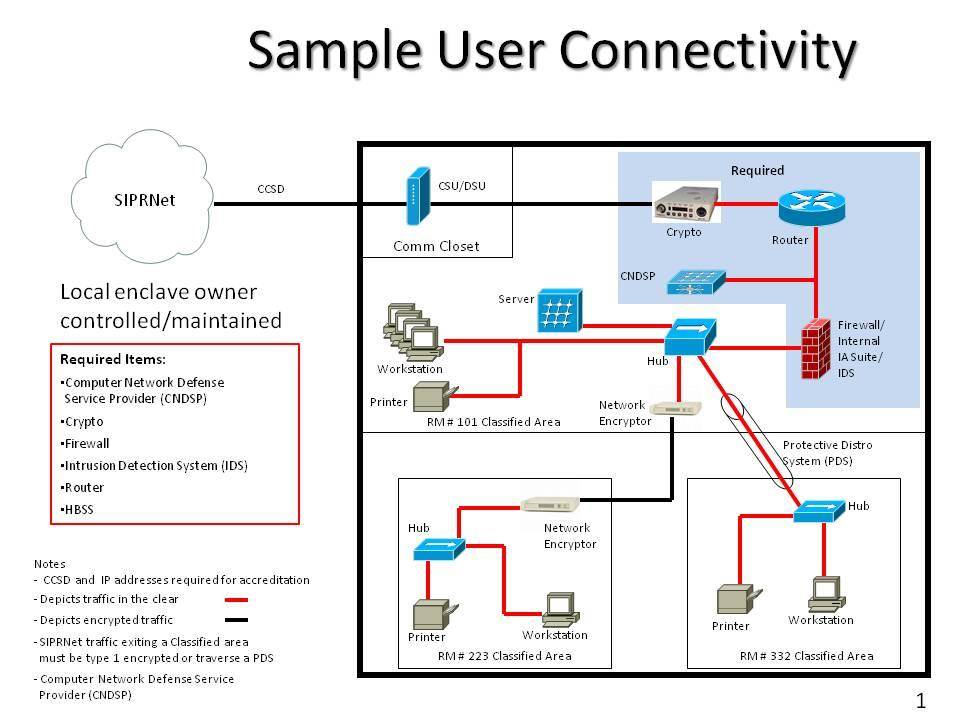 Sample User Connectivity
SIPRNet
CCSD
CSU/DSU
Comm Closet
Required
Crypto
Router
CNDSP
Server
Firewall/
Internal
IA Suite/
IDS
Hub
Workstation
Printer
Network
Encryptor
RM # 101 Classified Area
Local enclave owner
controlled/maintained
Required Items:
▪Computer Network Defense
Service Provider (CNDSP)
▪Crypto
▪Firewall
▪Intrusion Detection System (IDS)
▪Router
▪HBSS
Protective Distro
System (PDS)
Hub
Network
Encryptor
Printer
Workstation
RM # 223 Classified Area
Hub
Printer
Workstation
RM # 332 Classified Area
Notes
- CCSD and IP addresses required for accreditation
- Depicts traffic in the clear
- Depicts encrypted traffic
- SIPRNet traffic exiting a Classified area
must be type 1 encrypted or traverse a PDS
- Computer Network Defense Service
Provider (CNDSP)
1